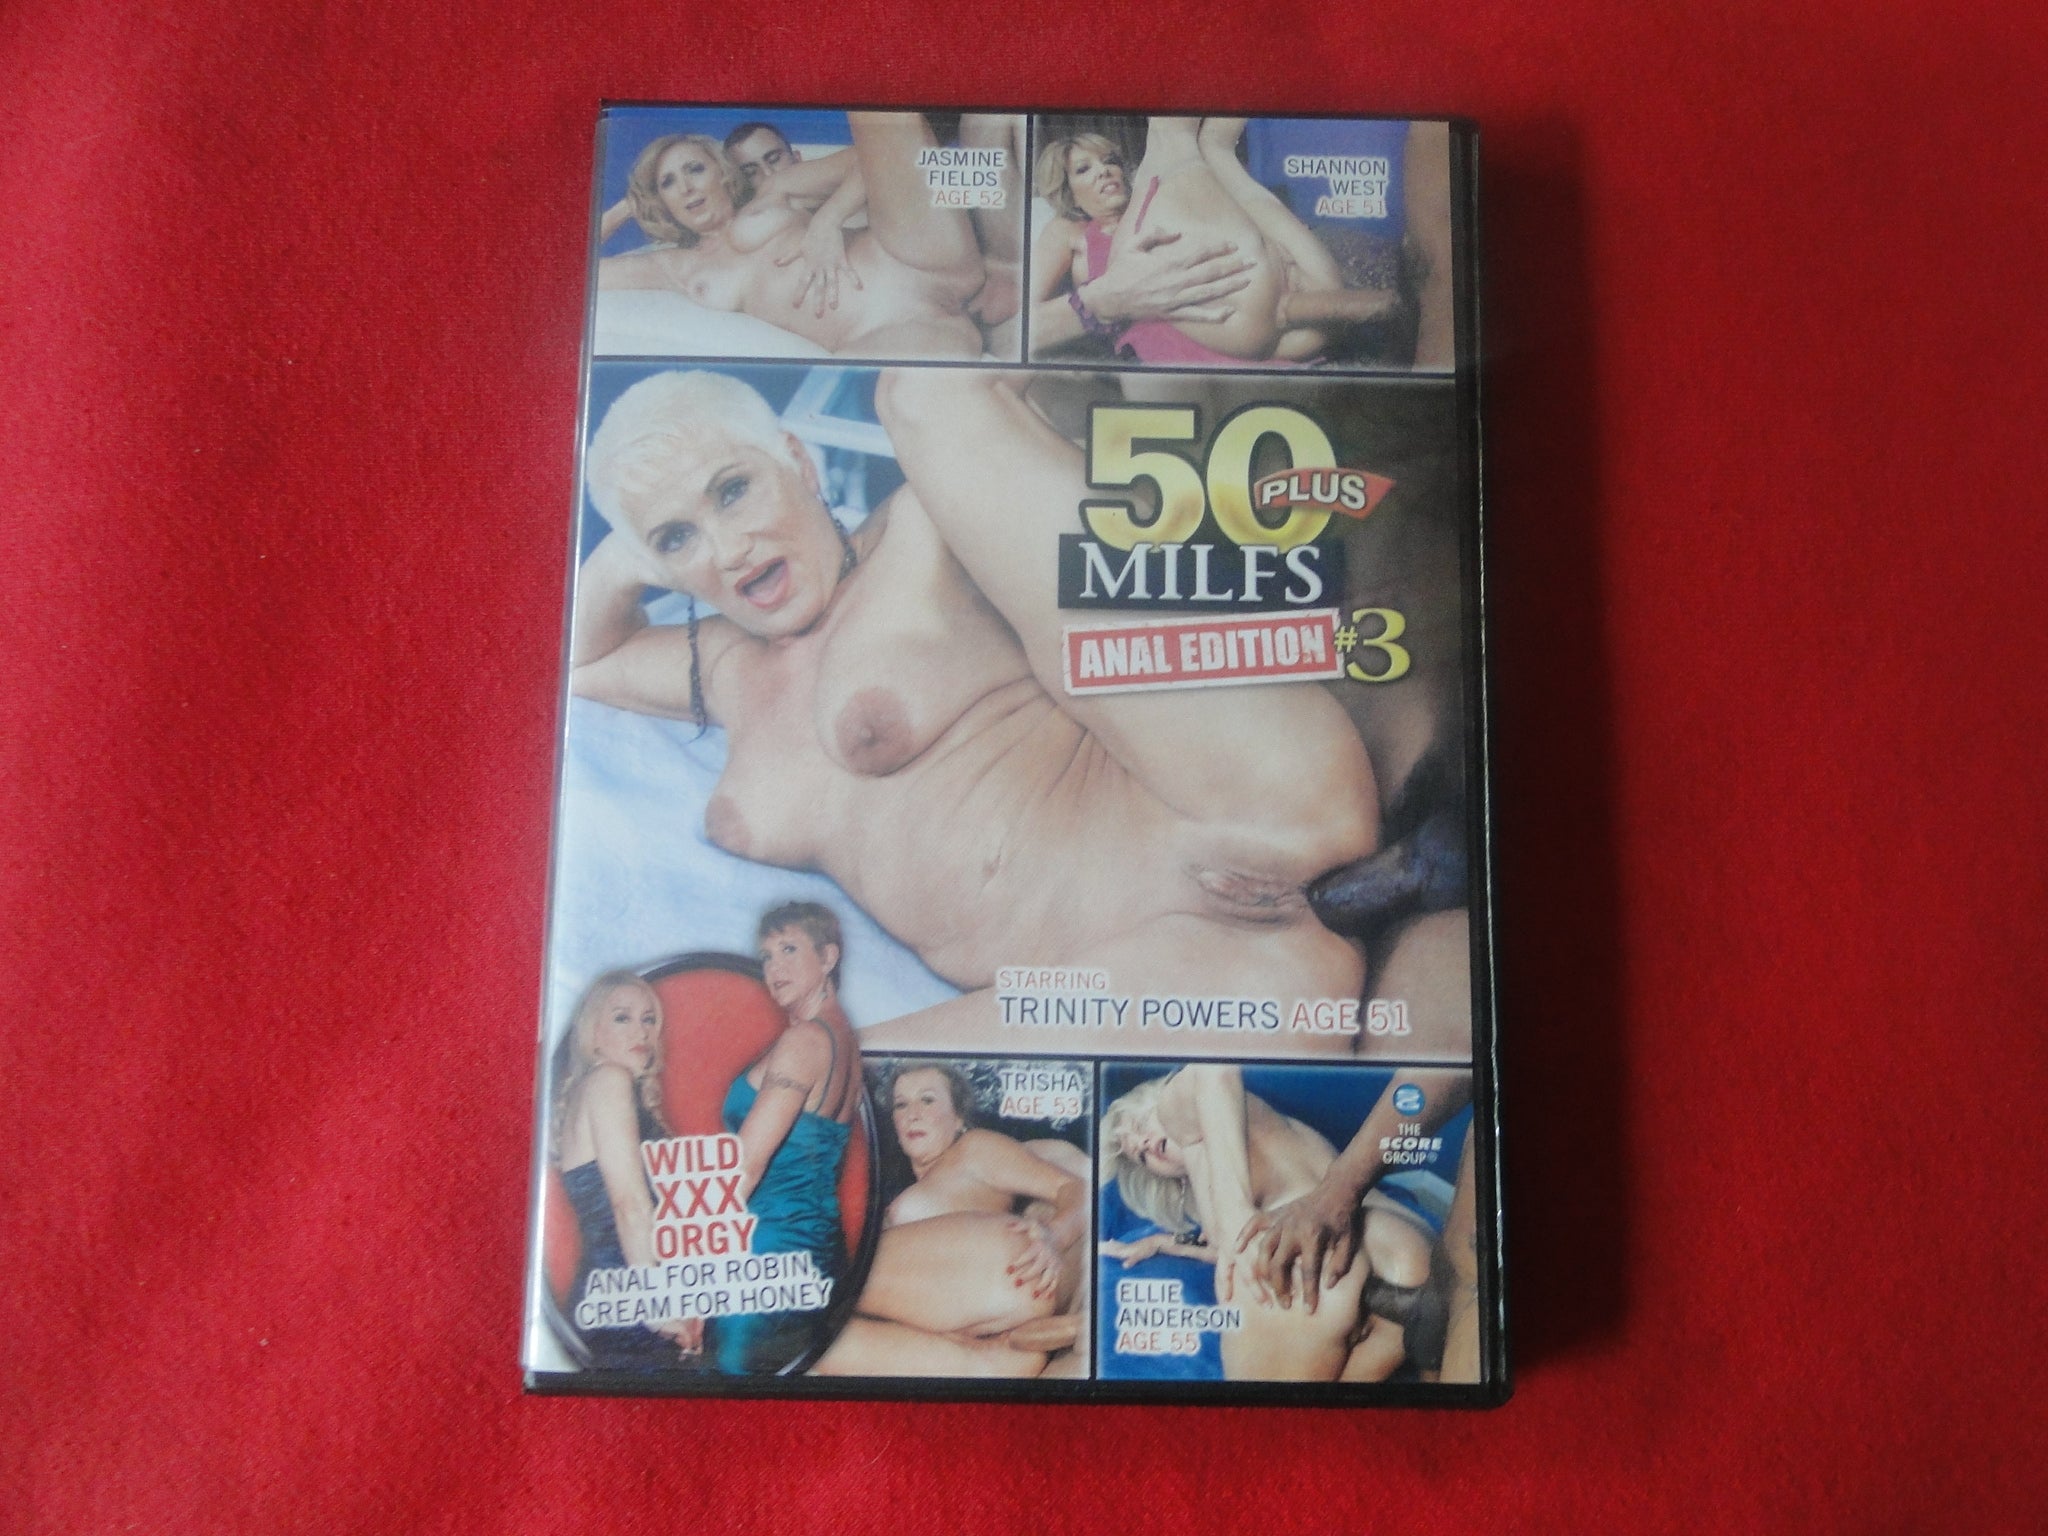 JASMINE
FIELDS
AGE 52
SHANNON
WEST
AGE 51
50
PLUS
MILFS
ANAL EDITION #3
STARRING
TRINITY POWERS AGE 51
WILD
XXX
ORGY
ANAL FOR ROBIN,
CREAM FOR HONEY
TRISHA
AGE 53
ELLIE
ANDERSON
AGE 55
THE
SCORE
GROUP®